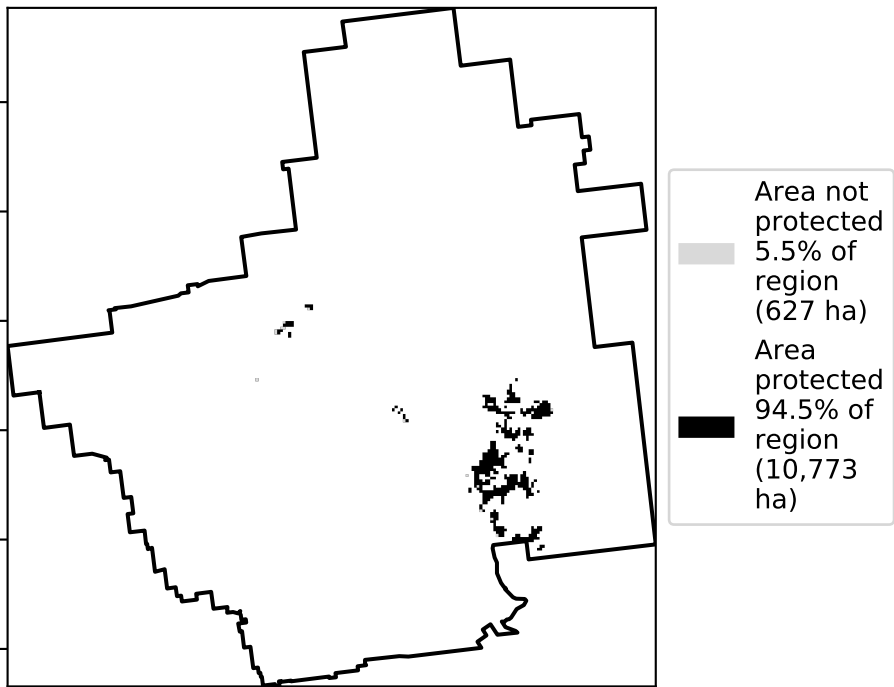 Area not
protected
5.5% of
region
(627 ha)
Area
protected
94.5% of
region
(10,773
ha)